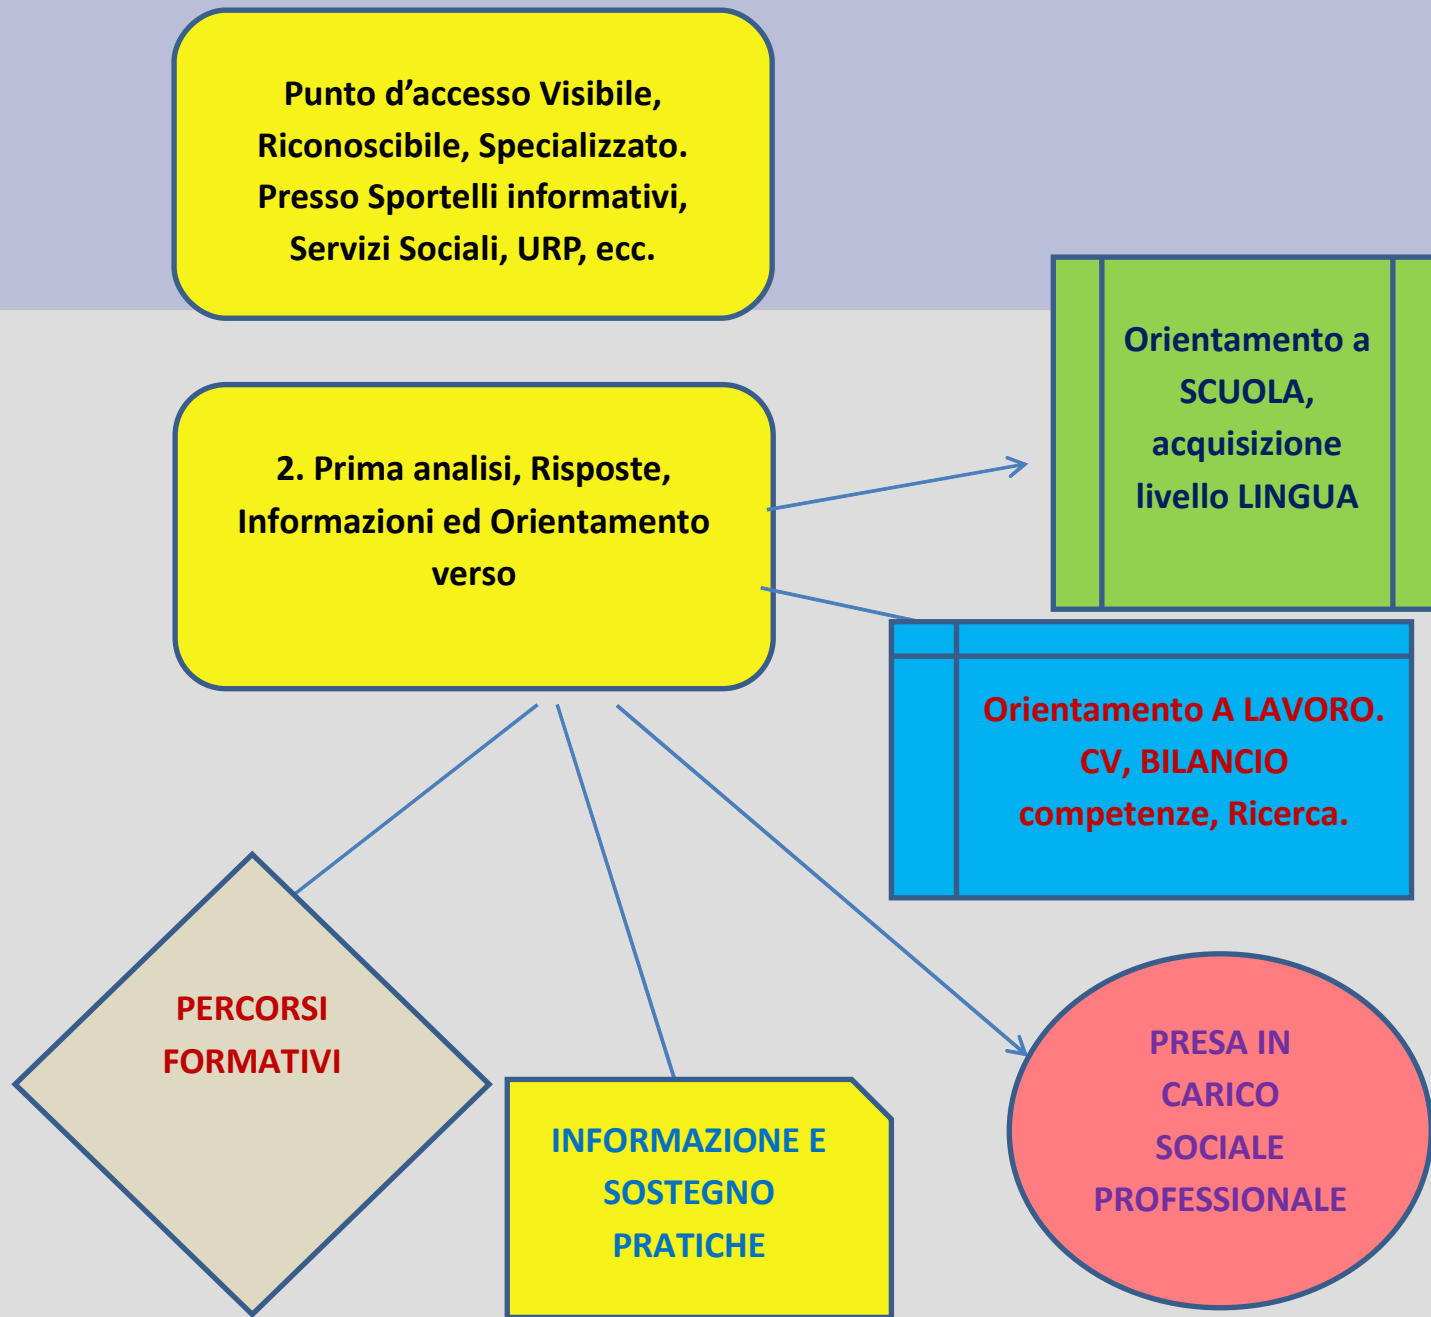 Punto d’accesso Visibile,
Riconoscibile, Specializzato.
Presso Sportelli informativi,
Servizi Sociali, URP, ecc.
Orientamento a
SCUOLA,
acquisizione
livello LINGUA
2. Prima analisi, Risposte,
Informazioni ed Orientamento
verso
Orientamento A LAVORO.
CV, BILANCIO
competenze, Ricerca.
PERCORSI
FORMATIVI
INFORMAZIONE E
SOSTEGNO
PRATICHE
PRESA IN
CARICO
SOCIALE
PROFESSIONALE